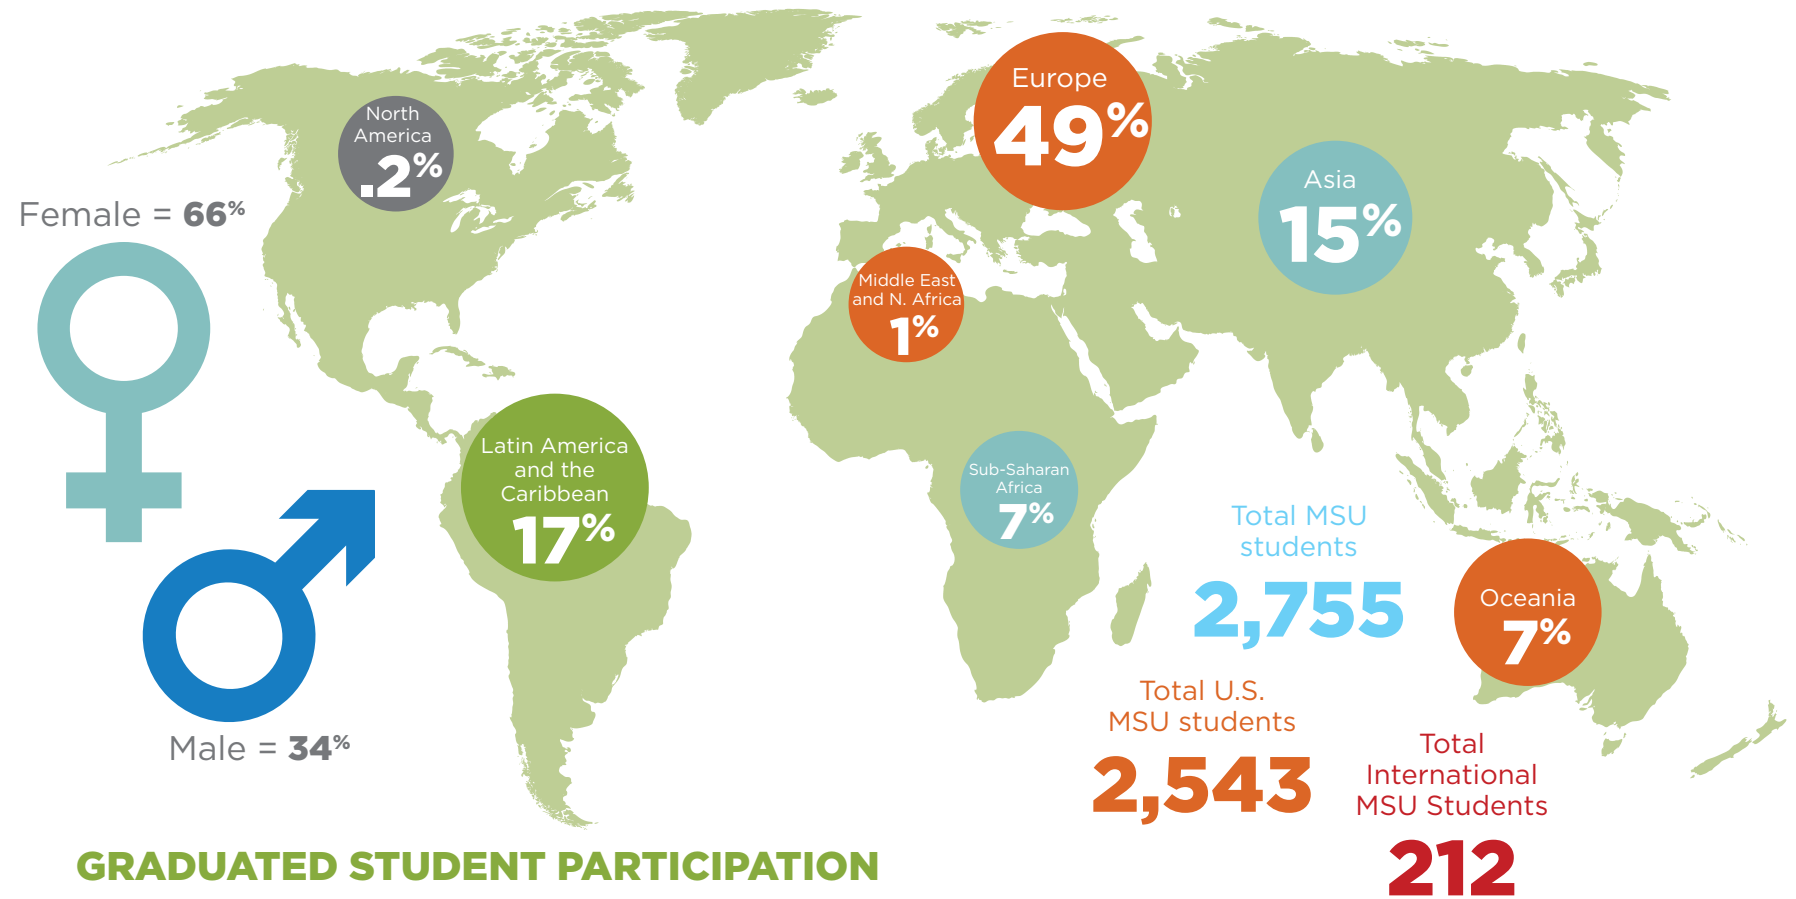 North
America
.2%
Europe
49%
Asia
15%
Female = 66%
Middle East
and N. Africa
1%
Latin America
and the
Caribbean
17%
Sub-Saharan
Africa
7%
Total MSU
students
2,755
Oceania
7%
Total U.S.
MSU students
2,543
Male = 34%
Total
International
MSU Students
212
GRADUATED STUDENT PARTICIPATION